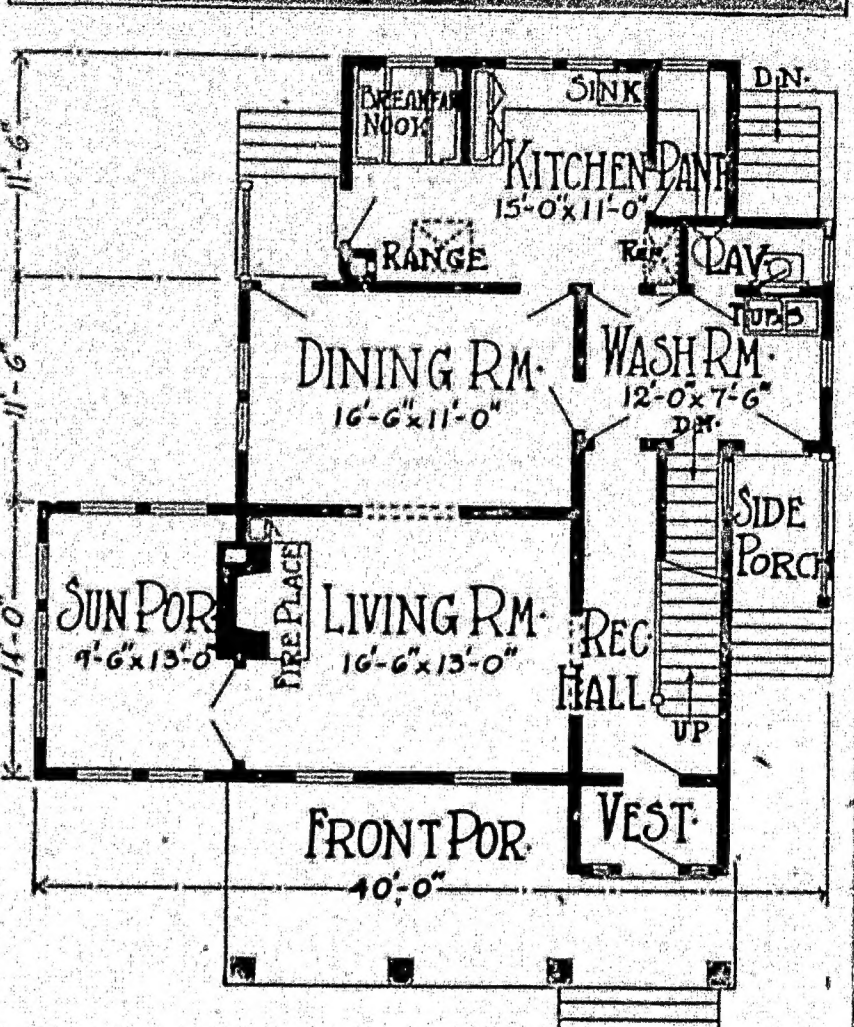 11'-6"
BREAKFAST
NOOK
SINK
D.N.
KITCHEN
PANT
15'-0"x11'-0"
RANGE
REF.
LAV.
TUBS
11'-6"
DINING RM.
16'-6"x11'-0"
WASH RM.
12'-0"x7'-6"
D.N.
SIDE
PORCH
14'-0"
SUN POR.
9'-6"x13'-0"
FIRE PLACE
LIVING RM.
16'-6"x13'-0"
REC.
HALL
UP
FRONT POR.
VEST.
40'-0"